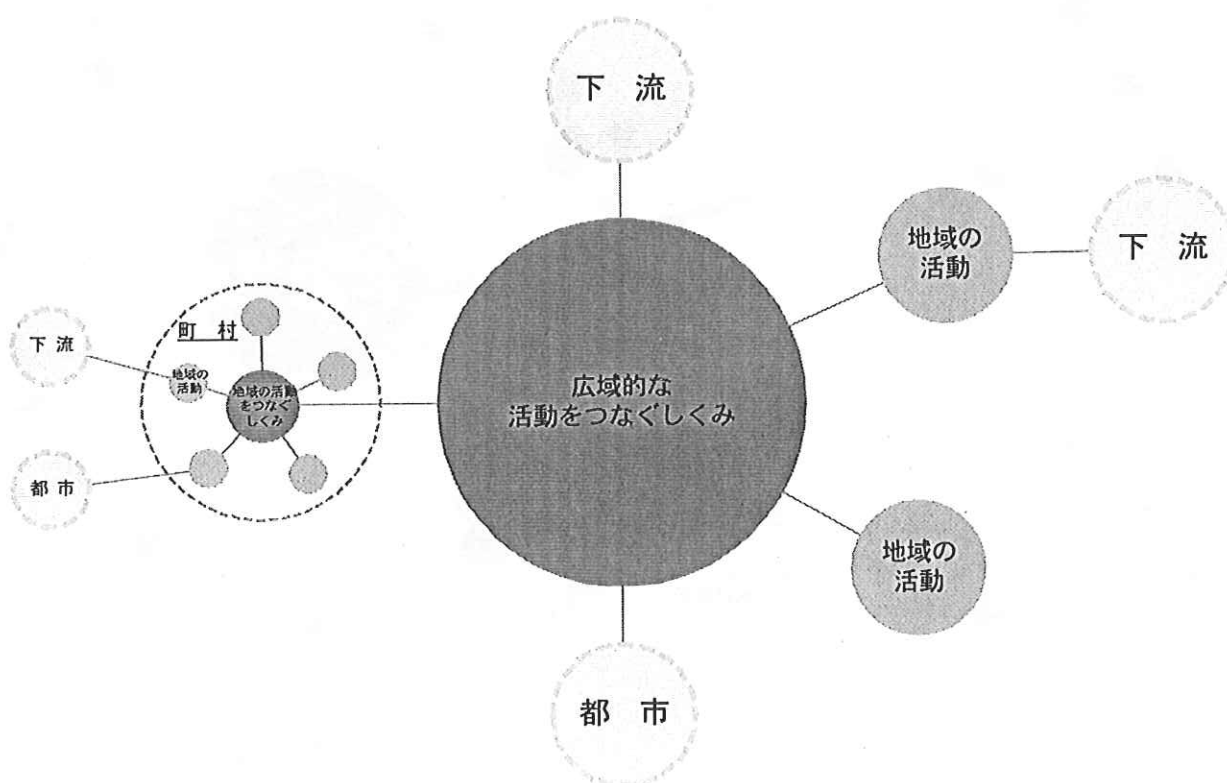 下 流
地域の
活動
下 流
町 村
下 流
地域の
活動
地域の活動
をつなぐ
しくみ
広域的な
活動をつなぐしくみ
都 市
地域の
活動
都 市